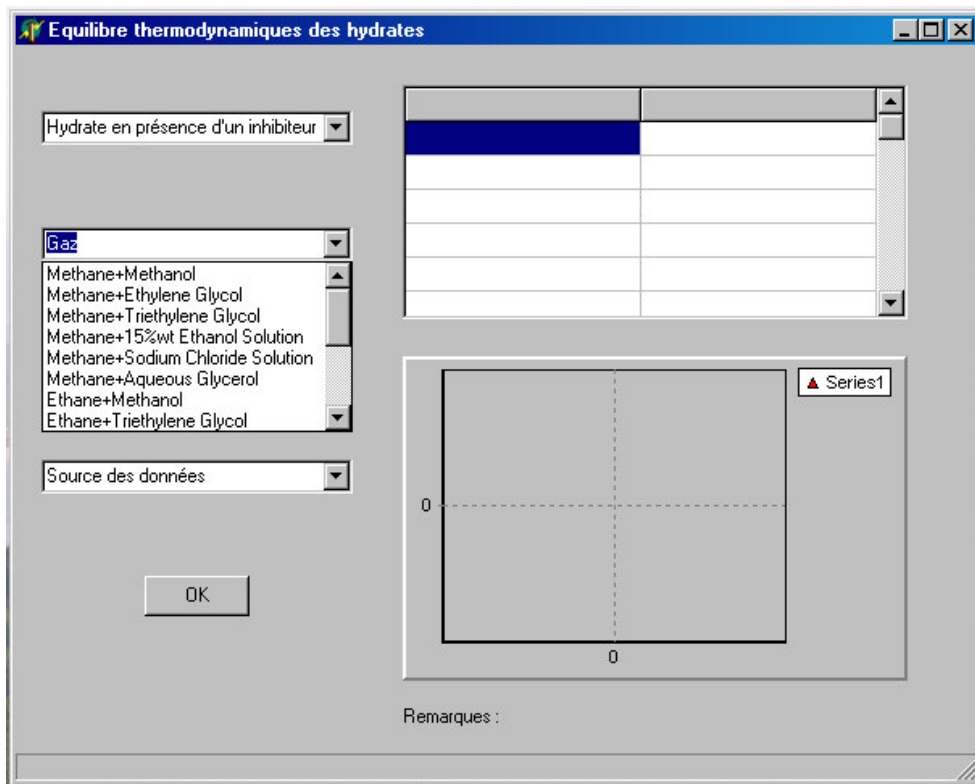 Equilibre thermodynamiques des hydrates
Hydrate en présence d'un inhibiteur
Gaz
Methane+Methanol
Methane+Ethylene Glycol
Methane+Triethylene Glycol
Methane+15%wt Ethanol Solution
Methane+Sodium Chloride Solution
Methane+Aqueous Glycerol
Ethane+Methanol
Ethane+Triethylene Glycol
Source des données
OK
Series1
0
0
Remarques :